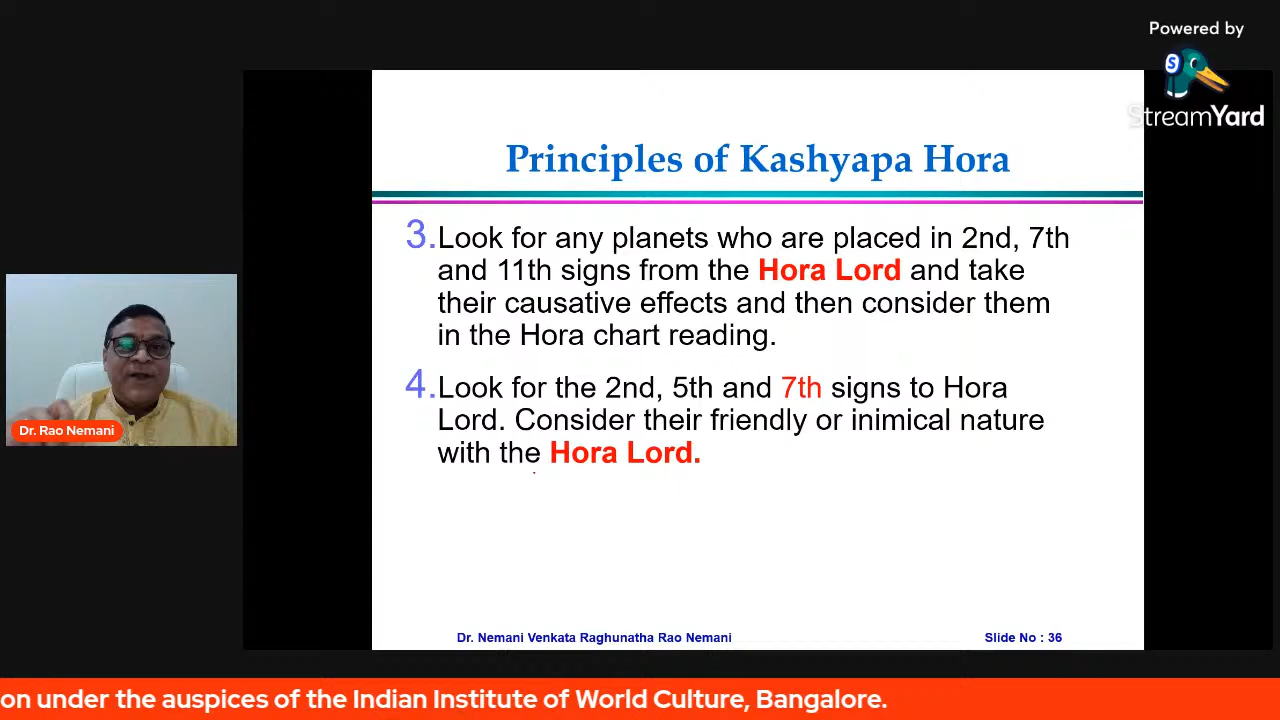 Powered by
StreamYard
Principles of Kashyapa Hora
3.Look for any planets who are placed in 2nd, 7th
and 11th signs from the Hora Lord and take
their causative effects and then consider them
in the Hora chart reading.
4.Look for the 2nd, 5th and 7th signs to Hora
Lord. Consider their friendly or inimical nature
with the Hora Lord.
Dr. Rao Nemani
Dr. Nemani Venkata Raghunatha Rao Nemani
Slide No : 36
on under the auspices of the Indian Institute of World Culture, Bangalore.